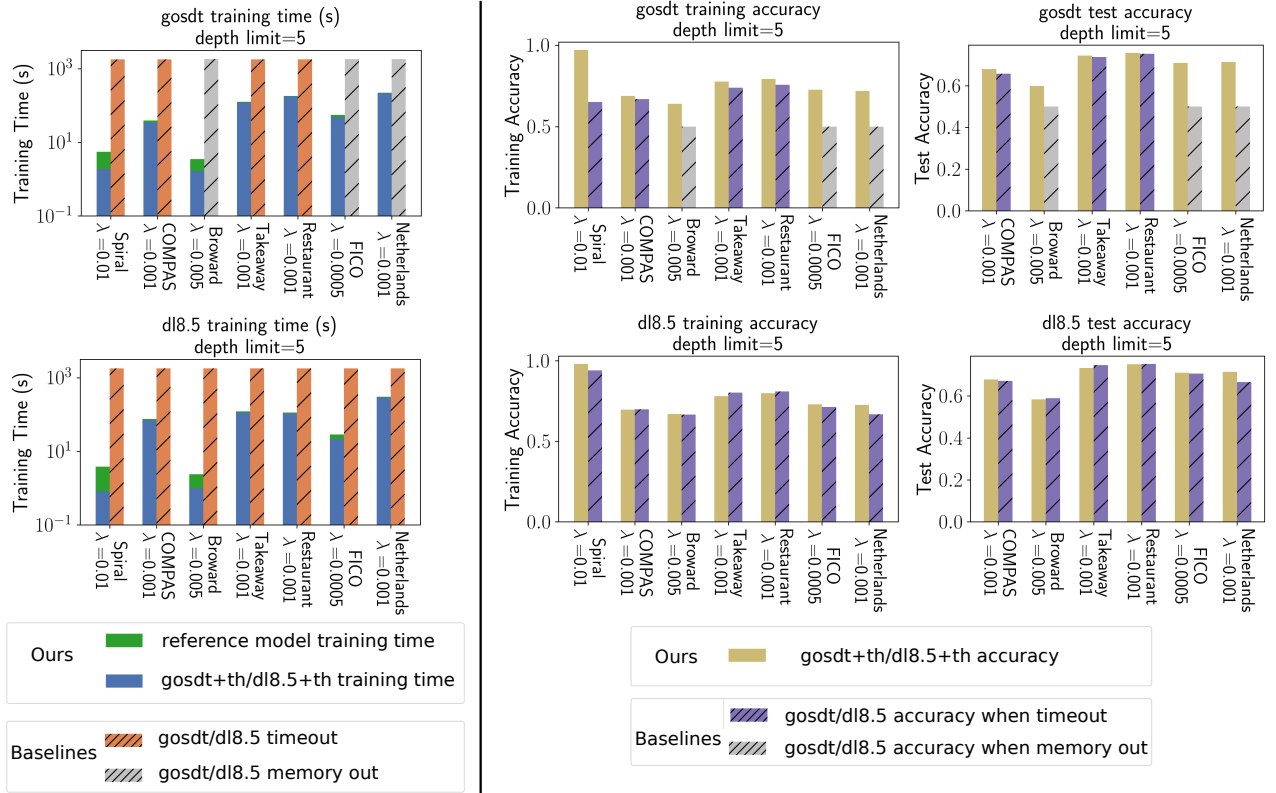 gosdt training time (s)
depth limit=5
Training Time (s)
10³
10¹
10⁻¹
Spiral
λ =0.01
COMPAS
λ =0.001
Broward
λ =0.005
Takeaway
λ =0.001
Restaurant
λ =0.001
FICO
λ =0.0005
Netherlands
λ =0.001
dl8.5 training time (s)
depth limit=5
Training Time (s)
10³
10¹
10⁻¹
Spiral
λ =0.01
COMPAS
λ =0.001
Broward
λ =0.005
Takeaway
λ =0.001
Restaurant
λ =0.001
FICO
λ =0.0005
Netherlands
λ =0.001
Ours
reference model training time
gosdt+th/dl8.5+th training time
Baselines
gosdt/dl8.5 timeout
gosdt/dl8.5 memory out
gosdt training accuracy
depth limit=5
Training Accuracy
1.0
0.5
0.0
Spiral
λ =0.01
COMPAS
λ =0.001
Broward
λ =0.005
Takeaway
λ =0.001
Restaurant
λ =0.001
FICO
λ =0.0005
Netherlands
λ =0.001
gosdt test accuracy
depth limit=5
Test Accuracy
0.6
0.4
0.2
0.0
COMPAS
λ =0.001
Broward
λ =0.005
Takeaway
λ =0.001
Restaurant
λ =0.001
FICO
λ =0.0005
Netherlands
λ =0.001
dl8.5 training accuracy
depth limit=5
Training Accuracy
1.0
0.5
0.0
Spiral
λ =0.01
COMPAS
λ =0.001
Broward
λ =0.005
Takeaway
λ =0.001
Restaurant
λ =0.001
FICO
λ =0.0005
Netherlands
λ =0.001
dl8.5 test accuracy
depth limit=5
Test Accuracy
0.6
0.4
0.2
0.0
COMPAS
λ =0.001
Broward
λ =0.005
Takeaway
λ =0.001
Restaurant
λ =0.001
FICO
λ =0.0005
Netherlands
λ =0.001
Ours
gosdt+th/dl8.5+th accuracy
Baselines
gosdt/dl8.5 accuracy when timeout
gosdt/dl8.5 accuracy when memory out